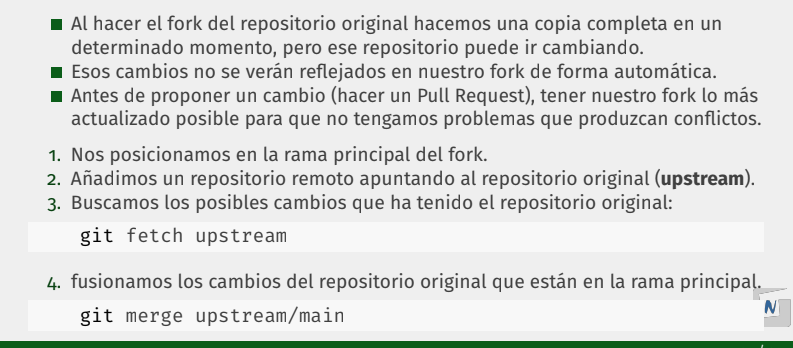 Al hacer el fork del repositorio original hacemos una copia completa en un
determinado momento, pero ese repositorio puede ir cambiando.
Esos cambios no se verán reflejados en nuestro fork de forma automática.
Antes de proponer un cambio (hacer un Pull Request), tener nuestro fork lo más
actualizado posible para que no tengamos problemas que produzcan conflictos.
1. Nos posicionamos en la rama principal del fork.
2. Añadimos un repositorio remoto apuntando al repositorio original (upstream).
3. Buscamos los posibles cambios que ha tenido el repositorio original:
git fetch upstream
4. fusionamos los cambios del repositorio original que están en la rama principal.
git merge upstream/main
N